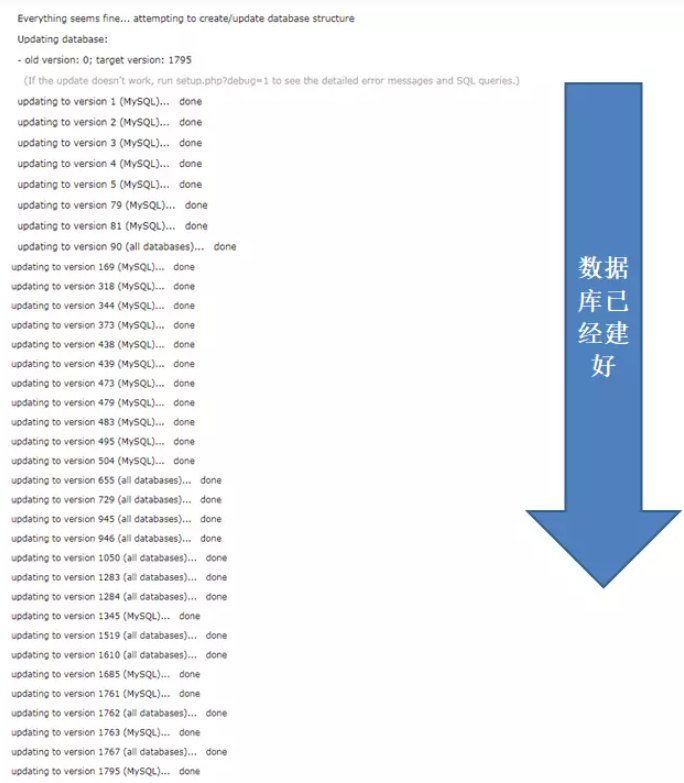 Everything seems fine... attempting to create/update database structure
Updating database:
- old version: 0; target version: 1795
(If the update doesn't work, run setup.php?debug=1 to see the detailed error messages and SQL queries.)
updating to version 1 (MySQL)... done
updating to version 2 (MySQL)... done
updating to version 3 (MySQL)... done
updating to version 4 (MySQL)... done
updating to version 5 (MySQL)... done
updating to version 79 (MySQL)... done
updating to version 81 (MySQL)... done
updating to version 90 (all databases)... done
updating to version 169 (MySQL)... done
updating to version 318 (MySQL)... done
updating to version 344 (MySQL)... done
updating to version 373 (MySQL)... done
updating to version 438 (MySQL)... done
updating to version 439 (MySQL)... done
updating to version 473 (MySQL)... done
updating to version 479 (MySQL)... done
updating to version 483 (MySQL)... done
updating to version 495 (MySQL)... done
updating to version 504 (MySQL)... done
updating to version 655 (all databases)... done
updating to version 729 (all databases)... done
updating to version 945 (all databases)... done
updating to version 946 (all databases)... done
updating to version 1050 (all databases)... done
updating to version 1283 (all databases)... done
updating to version 1284 (all databases)... done
updating to version 1345 (MySQL)... done
updating to version 1519 (all databases)... done
updating to version 1610 (all databases)... done
updating to version 1685 (MySQL)... done
updating to version 1761 (MySQL)... done
updating to version 1762 (all databases)... done
updating to version 1763 (MySQL)... done
updating to version 1767 (all databases)... done
updating to version 1795 (MySQL)... done
数据
库已
经建
好